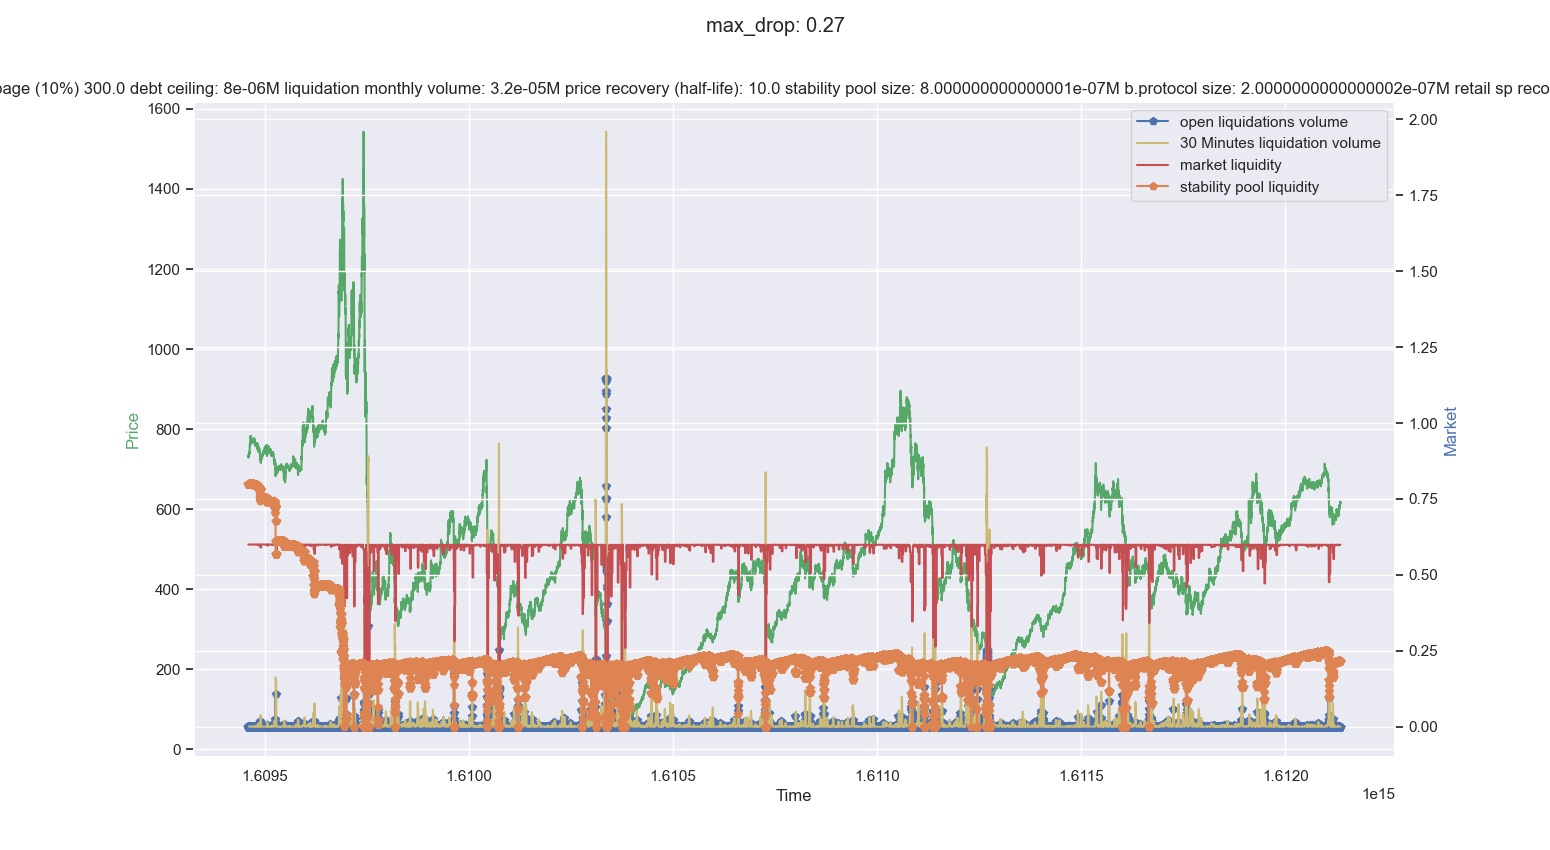 max_drop: 0.27
(10%) 300.0 debt ceiling: 8e-06M liquidation monthly volume: 3.2e-05M price recovery (half-life): 10.0 stability pool size: 8.000000000000001e-07M b.protocol size: 2.0000000000000002e-07M retail sp
1600
1400
1200
1000
800
600
400
200
0
Price
2.00
1.75
1.50
1.25
1.00
0.75
0.50
0.25
0.00
Market
open liquidations volume
30 Minutes liquidation volume
market liquidity
stability pool liquidity
1.6095 1.6100 1.6105 1.6110 1.6115 1.6120
Time
1e15